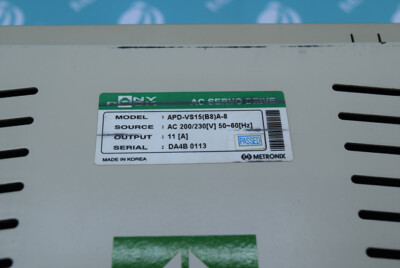 AC SERVO DRIVE
MODEL : APD-VS15(B8)A-8
SOURCE : AC 200/230[V] 50~60[Hz]
OUTPUT : 11 [A]
PASSED
SERIAL : DA4B 0113
MADE IN KOREA
METRONIX